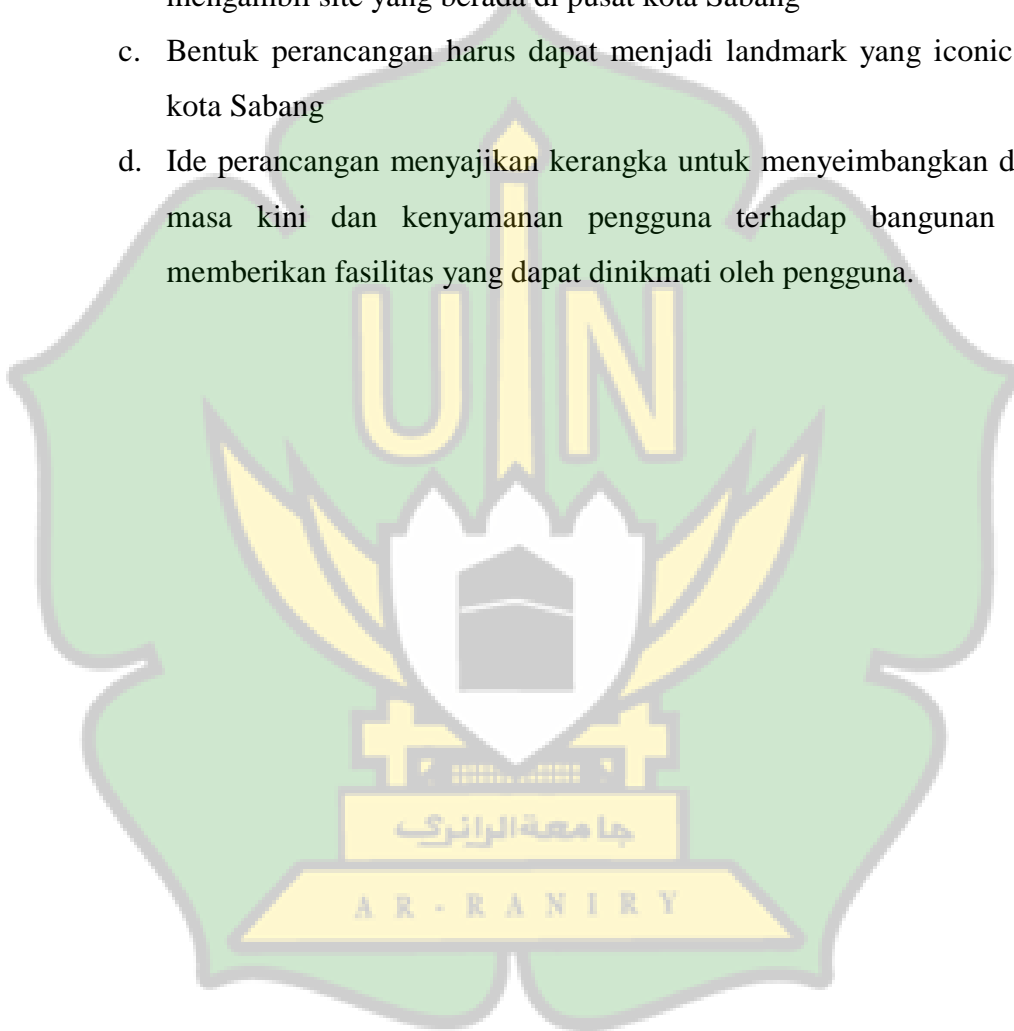 mengambil site yang berada di pusat kota Sabang
c. Bentuk perancangan harus dapat menjadi landmark yang iconic
kota Sabang
d. Ide perancangan menyajikan kerangka untuk menyeimbangkan
masa kini dan kenyamanan pengguna terhadap bangunan
memberikan fasilitas yang dapat dinikmati oleh pengguna.
UIN
جامعة الرانري
AR-RANIRY